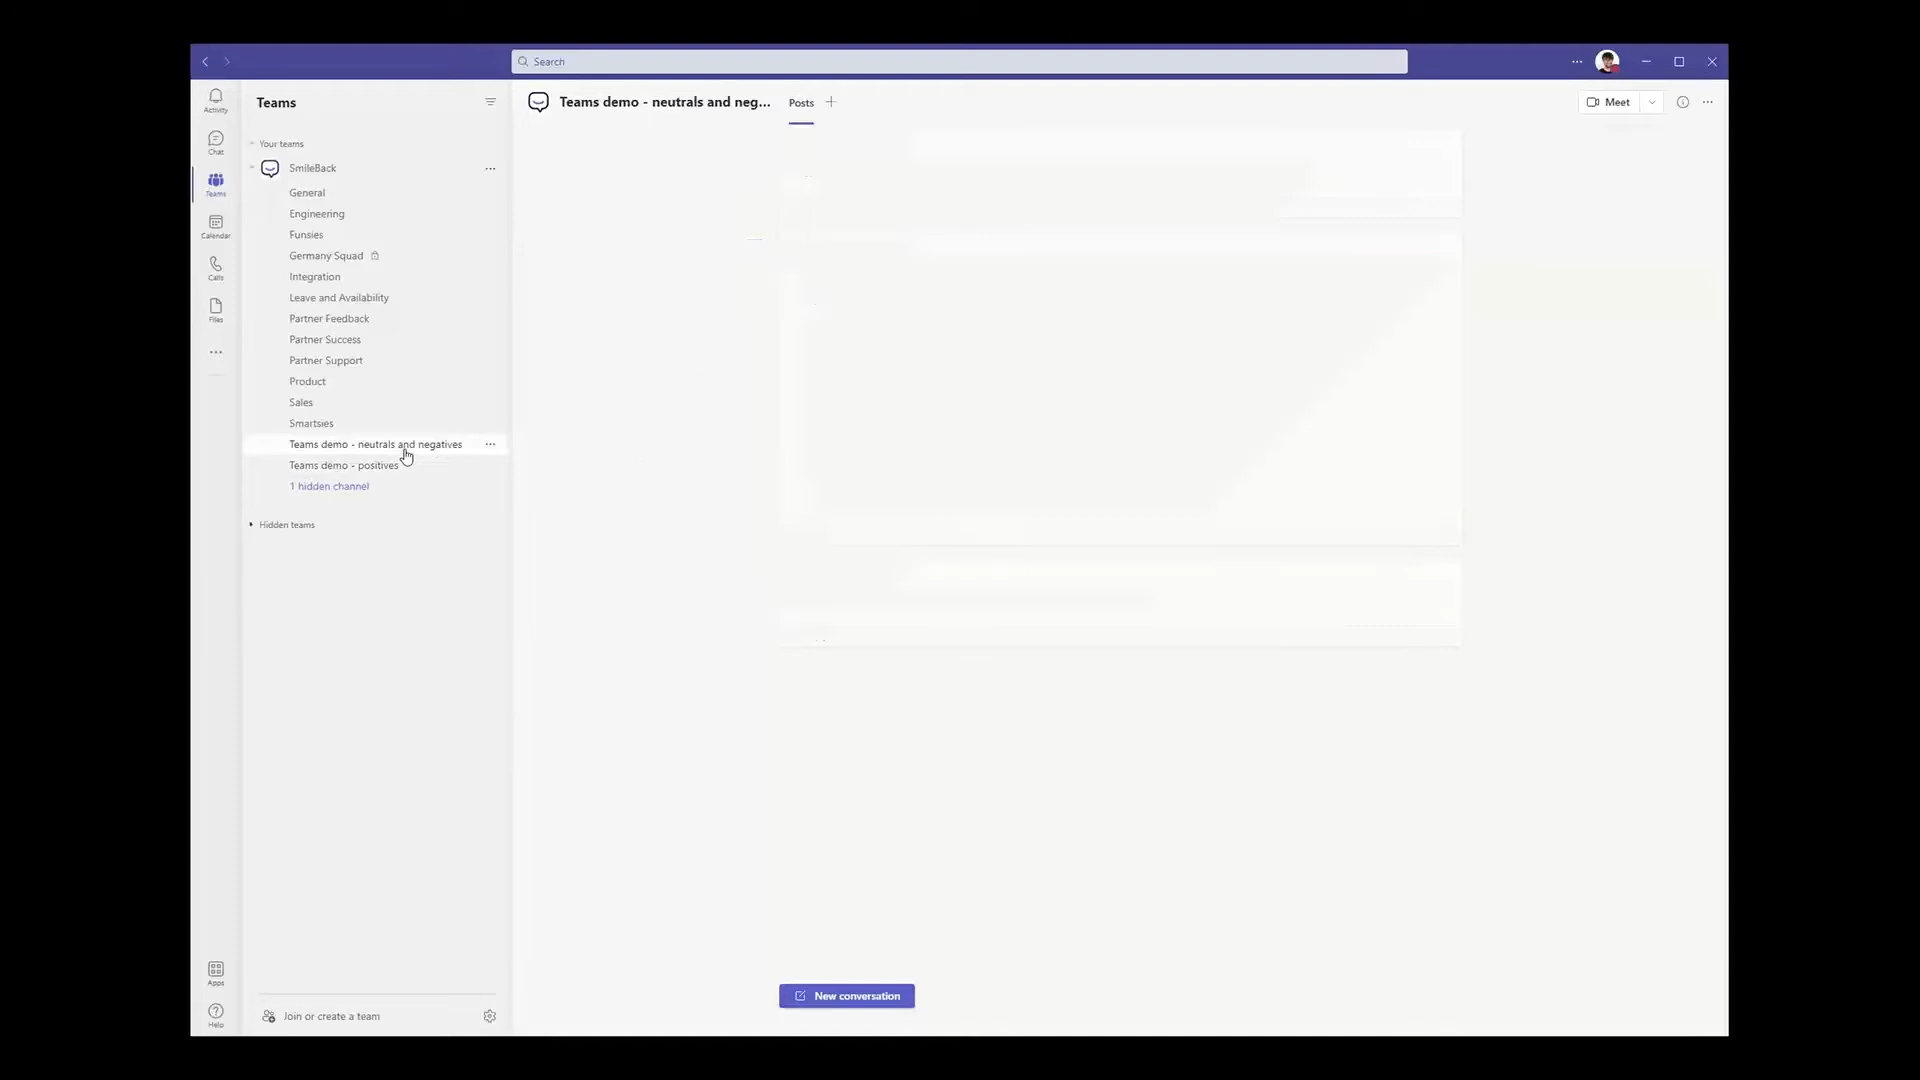 Search
Activity
Chat
Teams
Calendar
Calls
Files
Apps
Help
Teams
Your teams
SmileBack
General
Engineering
Funsies
Germany Squad
Integration
Leave and Availability
Partner Feedback
Partner Success
Partner Support
Product
Sales
Smartsies
Teams demo - neutrals and negatives
Teams demo - positives
1 hidden channel
Hidden teams
Join or create a team
Teams demo - neutrals and neg... Posts
Meet
New conversation